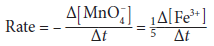 Rate = − Δ[MnO₄⁻]/Δt = 1/5 Δ[Fe³⁺]/Δt